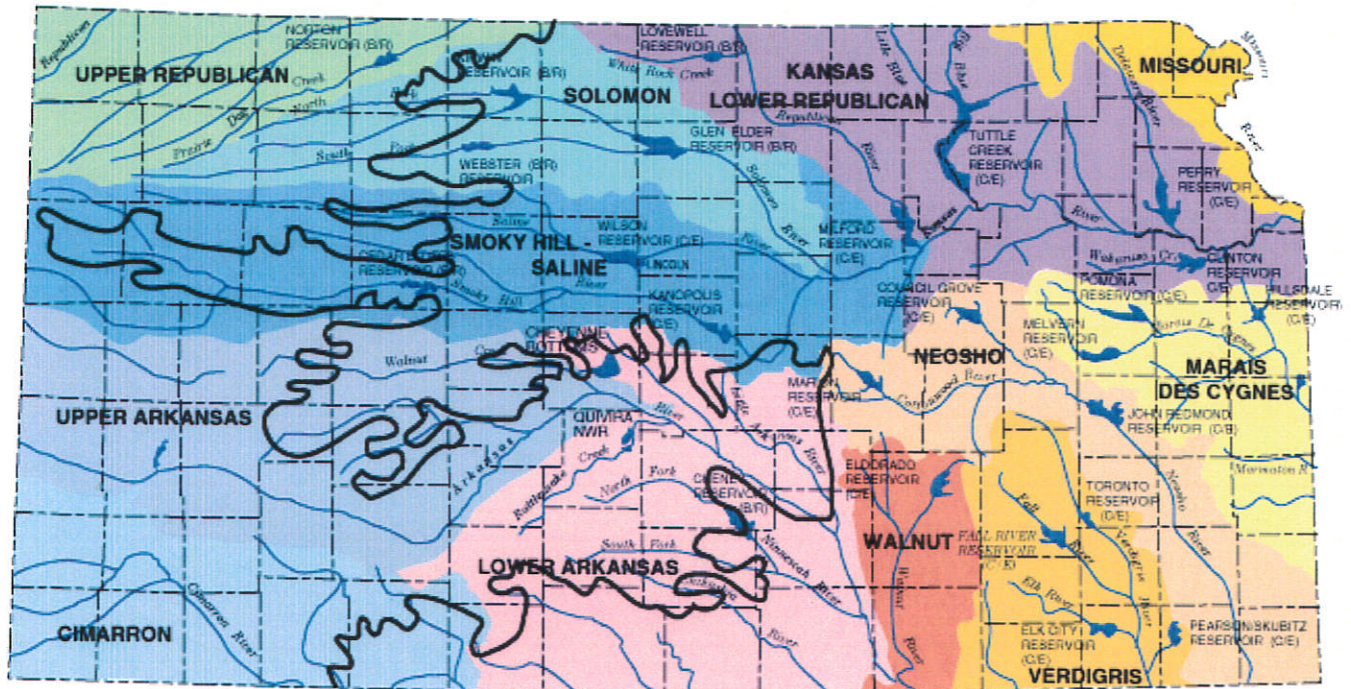 Republican
UPPER REPUBLICAN
NORTON
RESERVOIR (B/R)
Creek
Dog
Prairie
North
RESERVOIR (B/R)
South
Fork
WEBSTER (B/R)
RESERVOIR
SOLOMON
LOVEWELL
RESERVOIR (B/R)
White Rock Creek
GLEN ELDER
RESERVOIR (B/R)
Solomon
River
KANSAS
LOWER REPUBLICAN
Republican
River
Little Blue
Big Blue
TUTTLE
CREEK
RESERVOIR
(C/E)
Delaware River
MISSOURI
Missouri
River
PERRY
RESERVOIR
(C/E)
MILFORD
RESERVOIR
(C/E)
Kansas
River
Wakarusa
CLINTON
RESERVOIR
(C/E)
HILLSDALE
RESERVOIR
(C/E)
SMOKY HILL -
SALINE
Saline
River
WILSON
RESERVOIR (C/E)
LINCOLN
Smoky Hill
River
KANOPOLIS
RESERVOIR
(C/E)
CHEYENNE
BOTTOMS
Walnut
UPPER ARKANSAS
Arkansas
River
QUIVIRA
NWR
Rattlesnake Creek
North Fork
CHENEY
RESERVOIR
(B/R)
Little Arkansas
River
MARION
RESERVOIR
(C/E)
COUNCIL GROVE
RESERVOIR
(C/E)
NEOSHO
Cottonwood River
POMONA
RESERVOIR (C/E)
MELVERN
RESERVOIR
(C/E)
MARAIS
DES CYGNES
JOHN REDMOND
RESERVOIR
Neosho
River
Marmaton R.
ELDORADO
RESERVOIR
(C/E)
WALNUT
Walnut
River
FALL RIVER
RESERVOIR
(C/E)
Fall
River
TORONTO
RESERVOIR
(C/E)
Verdigris
River
Elk River
ELK CITY
RESERVOIR
(C/E)
PEARSON/SKUBITZ
RESERVOIR (C/E)
VERDIGRIS
South Fork
Ninnescah River
LOWER ARKANSAS
River
CIMARRON
Cimarron
River